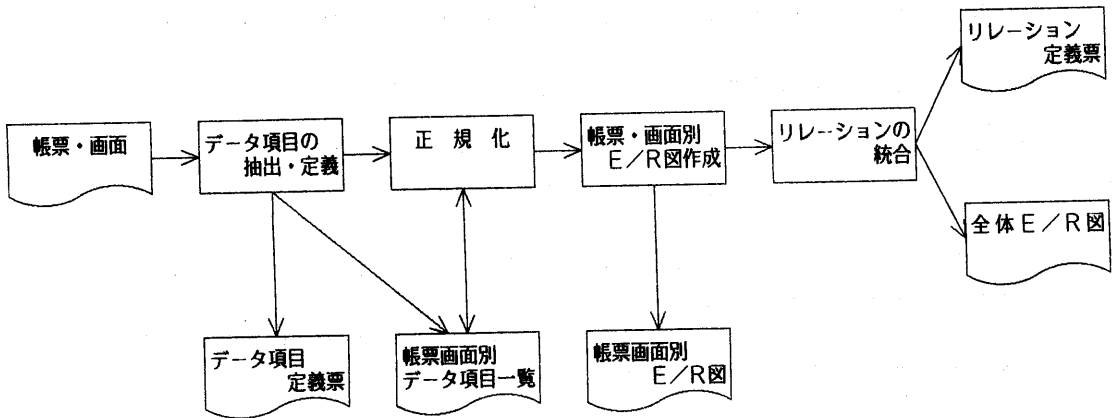 リレーション
定義票
帳票・画面
データ項目の
抽出・定義
正規化
帳票・画面別
E/R図作成
リレーションの
統合
全体E/R図
データ項目
定義票
帳票画面別
データ項目一覧
帳票画面別
E/R図